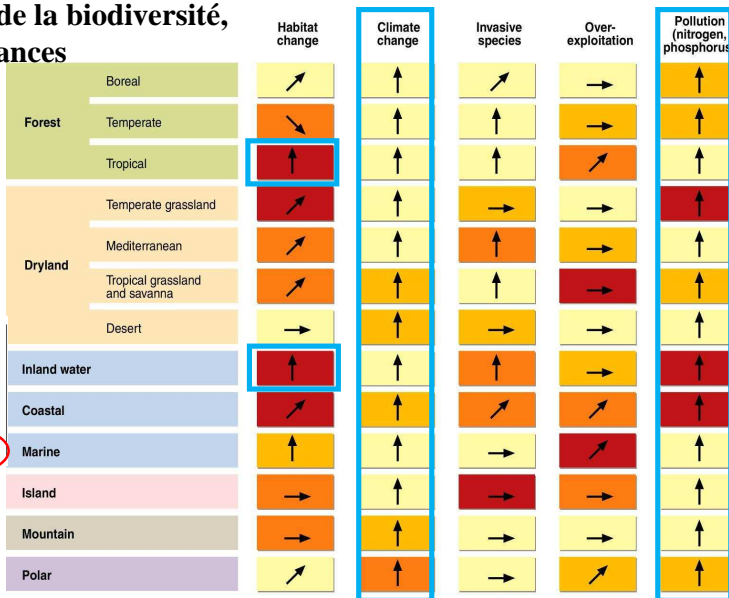 de la biodiversité,
ances
Habitat
change
Climate
change
Invasive
species
Over-
exploitation
Pollution
(nitrogen,
phosphorus
Forest
Boreal
Temperate
Tropical
Dryland
Temperate grassland
Mediterranean
Tropical grassland
and savanna
Desert
Inland water
Coastal
Marine
Island
Mountain
Polar